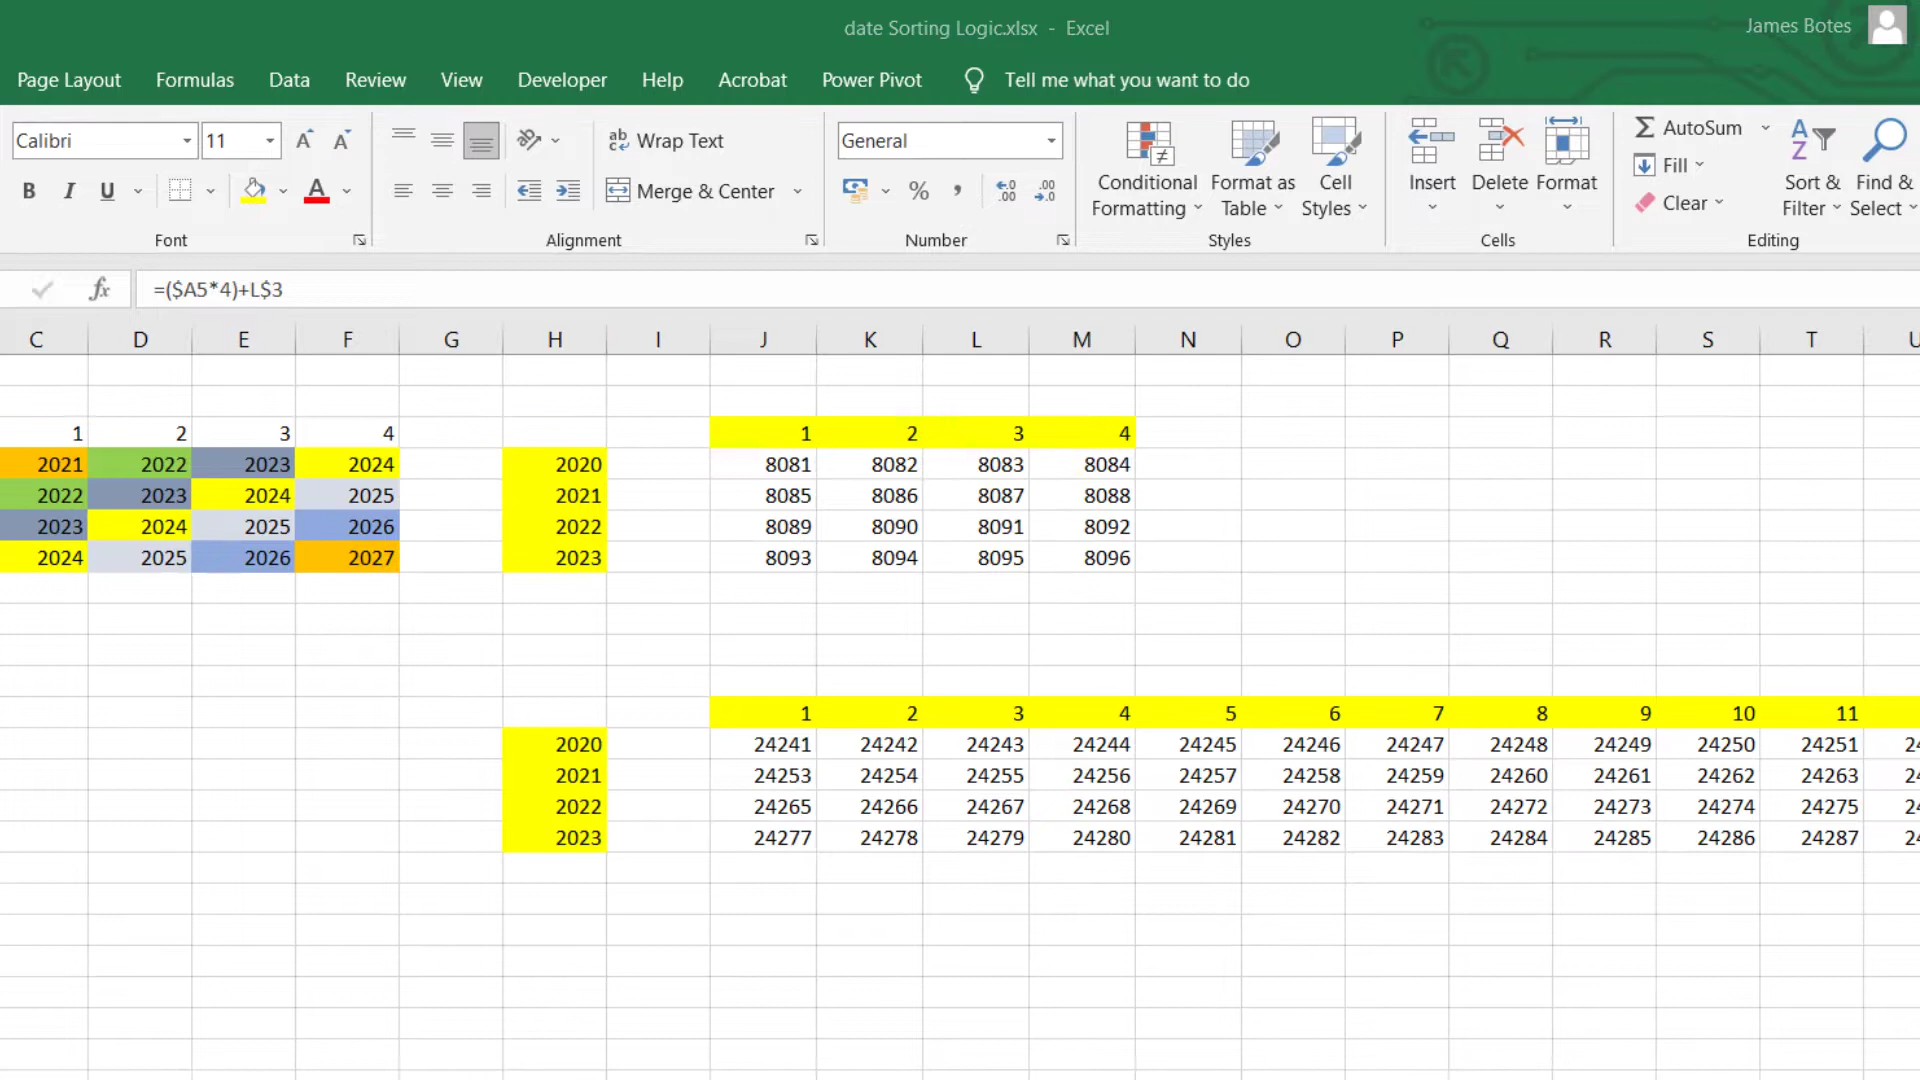 date Sorting Logic.xlsx - Excel
James Botes
Page Layout Formulas Data Review View Developer Help Acrobat Power Pivot Tell me what you want to do
Calibri 11 Wrap Text General Conditional Formatting Format as Table Cell Styles Insert Delete Format AutoSum Fill Clear Sort & Filter Find & Select
B I U Merge & Center %
Font Alignment Number Styles Cells Editing
fx =($A5*4)+L$3
C D E F G H I J K L M N O P Q R S T U
1 2 3 4 1 2 3 4
2021 2022 2023 2024 2020 8081 8082 8083 8084
2022 2023 2024 2025 2021 8085 8086 8087 8088
2023 2024 2025 2026 2022 8089 8090 8091 8092
2024 2025 2026 2027 2023 8093 8094 8095 8096
1 2 3 4 5 6 7 8 9 10 11
2020 24241 24242 24243 24244 24245 24246 24247 24248 24249 24250 24251
2021 24253 24254 24255 24256 24257 24258 24259 24260 24261 24262 24263
2022 24265 24266 24267 24268 24269 24270 24271 24272 24273 24274 24275
2023 24277 24278 24279 24280 24281 24282 24283 24284 24285 24286 24287